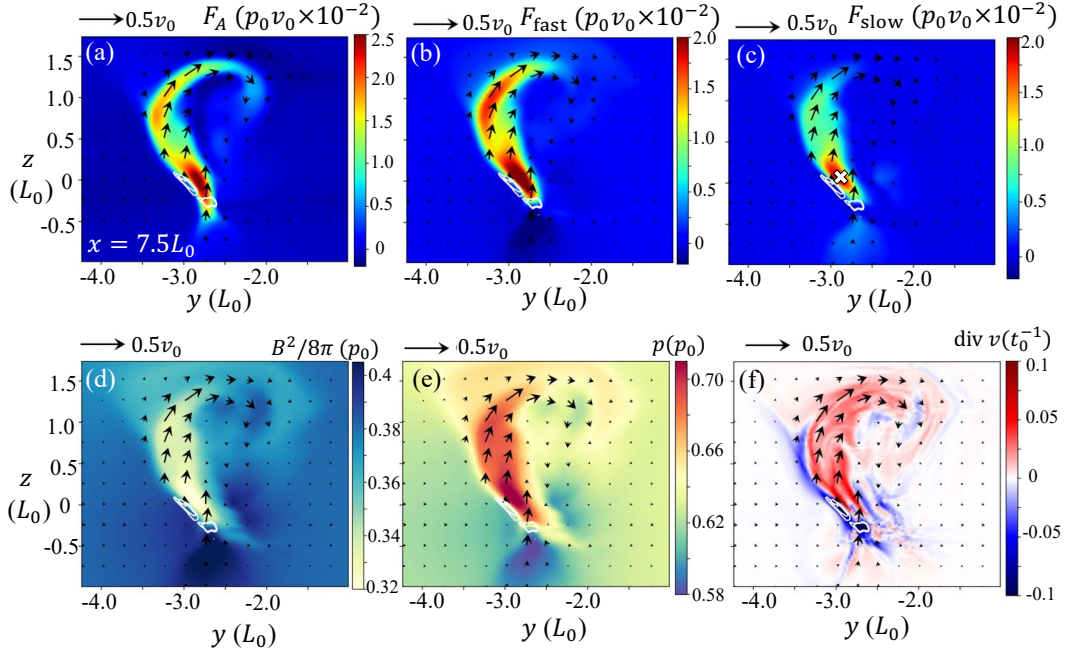 0.5v₀ F_A (p₀v₀×10⁻²) 0.5v₀ F_fast (p₀v₀×10⁻²) 0.5v₀ F_slow (p₀v₀×10⁻²)
(a) (b) (c)
1.5 2.5 2.0 2.0
1.0 2.0 1.5 1.5
0.5 1.5 1.0 1.0
z 0 1.0
(L₀) 0.5 0.5 0.5
-0.5 0 0 0
x = 7.5L₀
-4.0 -3.0 -2.0 -4.0 -3.0 -2.0 -4.0 -3.0 -2.0
y (L₀) y (L₀) y (L₀)
0.5v₀ B²/8π (p₀) 0.5v₀ p(p₀) 0.5v₀ div v(t₀⁻¹)
(d) (e) (f)
1.5 0.40 0.70 0.1
1.0 0.38 0.66 0.05
0.5
z 0 0.36 0 
(L₀) 0.34 0.62 -0.05
-0.5 0.32 0.58 -0.1
-4.0 -3.0 -2.0 -4.0 -3.0 -2.0 -4.0 -3.0 -2.0
y (L₀) y (L₀) y (L₀)